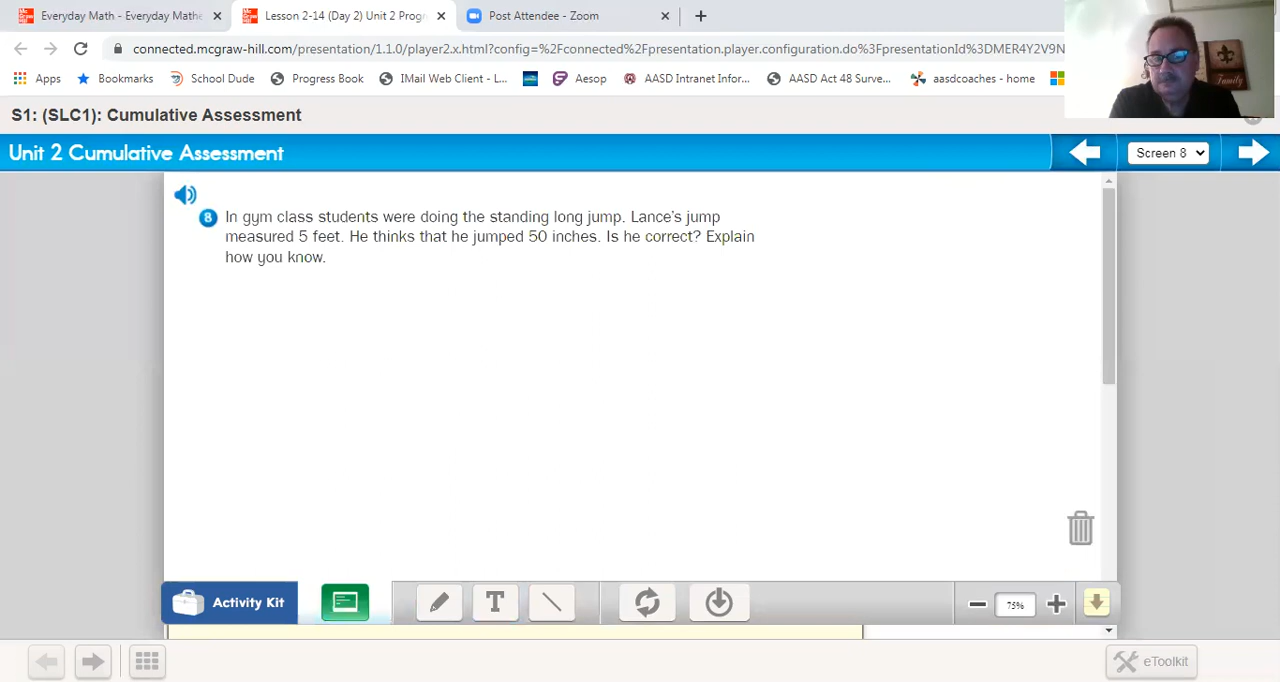 Everyday Math - Everyday Mathe
Lesson 2-14 (Day 2) Unit 2 Prog
Post Attendee - Zoom
connected.mcgraw-hill.com/presentation/1.1.0/player2.x.html?config=%2Fconnected%2Fpresentation.player.configuration.do%3FpresentationId%3DMER4Y2V9N
Apps
Bookmarks
School Dude
Progress Book
IMail Web Client - L...
Aesop
AASD Intranet Infor...
AASD Act 48 Surve...
aasdcoaches - home
Family
S1: (SLC1): Cumulative Assessment
Unit 2 Cumulative Assessment
Screen 8
8 In gym class students were doing the standing long jump. Lance's jump
measured 5 feet. He thinks that he jumped 50 inches. Is he correct? Explain
how you know.
Activity Kit
T
75%
eToolkit